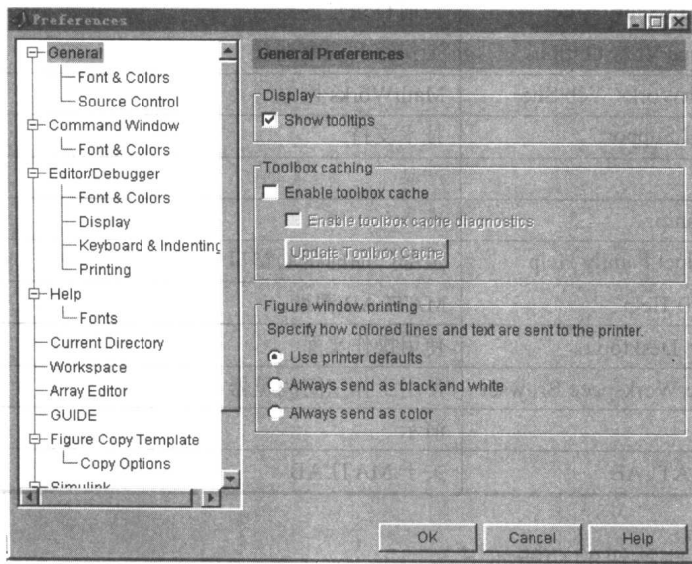 Preferences
General
Font & Colors
Source Control
Command Window
Font & Colors
Editor/Debugger
Font & Colors
Display
Keyboard & Indenting
Printing
Help
Fonts
Current Directory
Workspace
Array Editor
GUIDE
Figure Copy Template
Copy Options
Simulink
General Preferences
Display
Show tooltips
Toolbox caching
Enable toolbox cache
Enable toolbox cache diagnostics
Update Toolbox Cache
Figure window printing
Specify how colored lines and text are sent to the printer.
Use printer defaults
Always send as black and white
Always send as color
OK
Cancel
Help